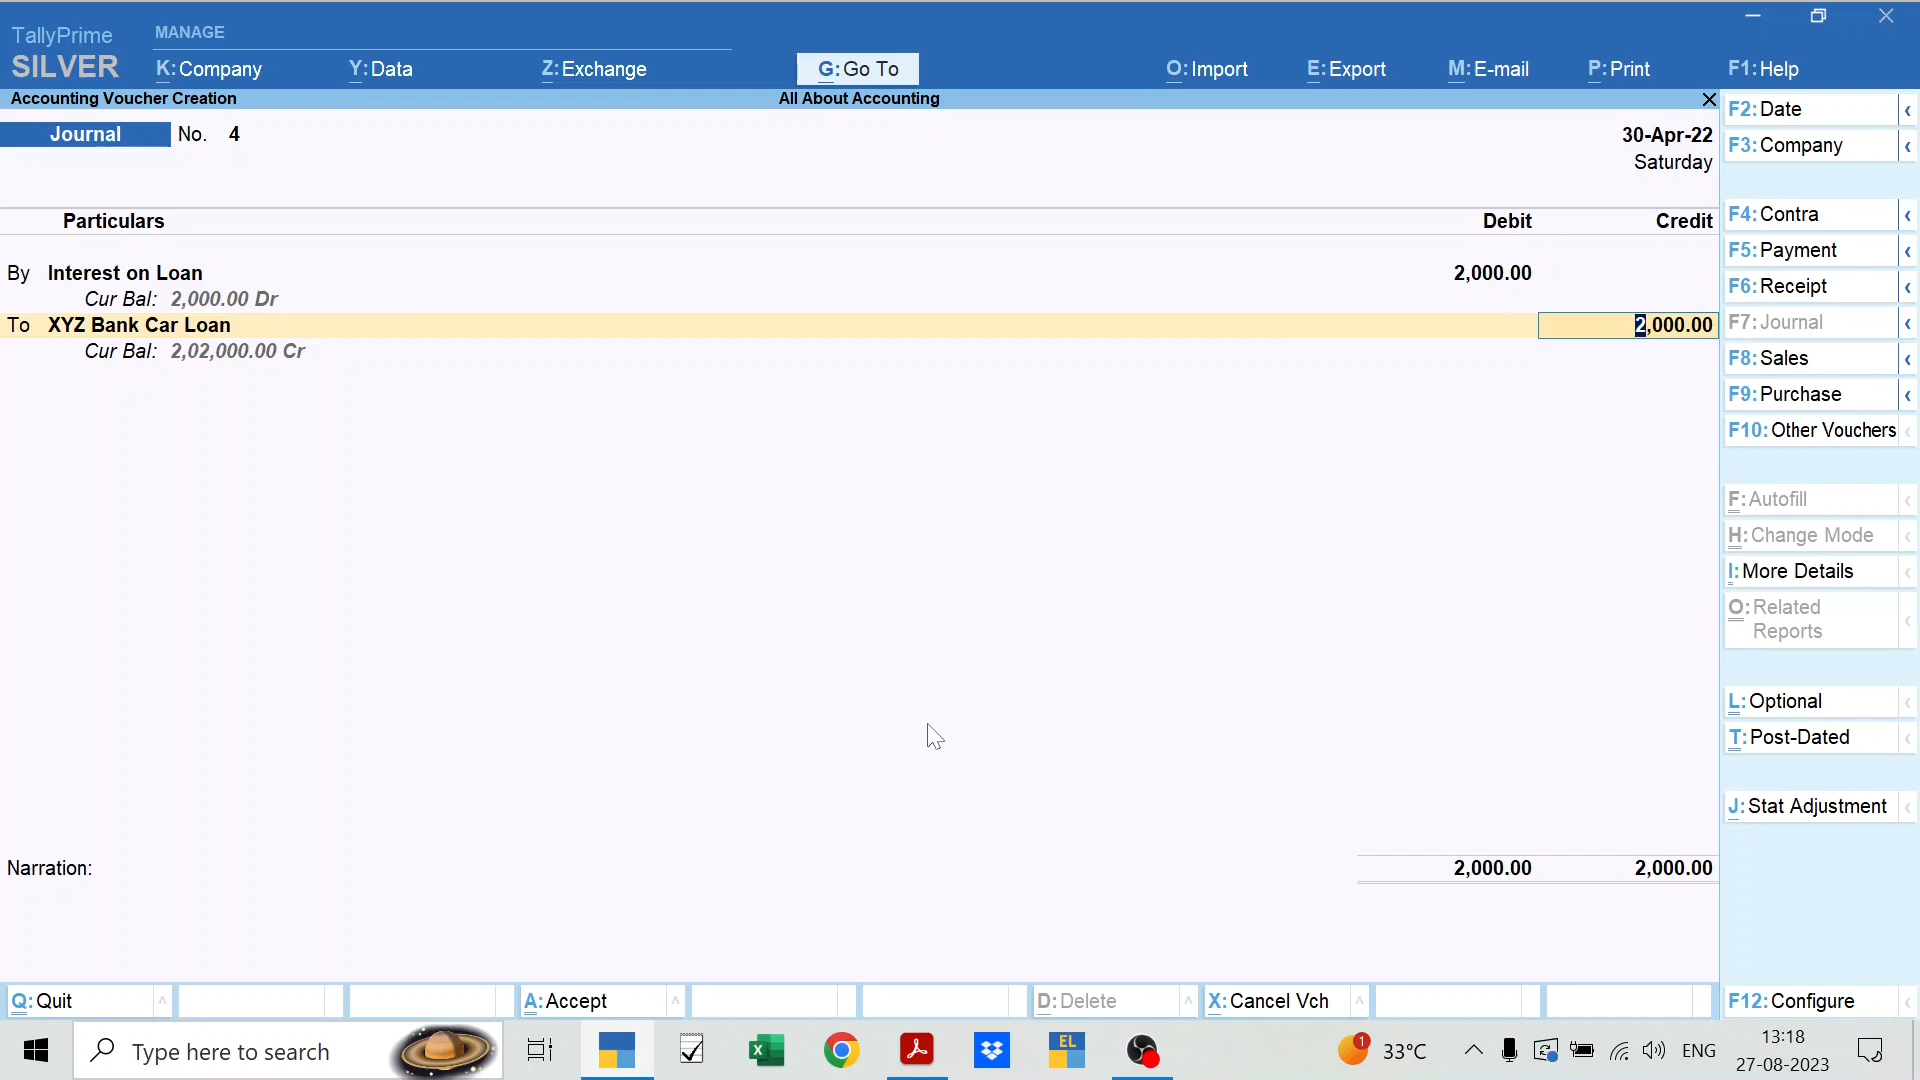 TallyPrime
SILVER
MANAGE
K: Company
Y: Data
Z: Exchange
G: Go To
O: Import
E: Export
M: E-mail
P: Print
F1: Help
Accounting Voucher Creation
All About Accounting
Journal No. 4
30-Apr-22
Saturday
Particulars Debit Credit
By Interest on Loan 2,000.00
Cur Bal: 2,000.00 Dr
To XYZ Bank Car Loan 2,000.00
Cur Bal: 2,02,000.00 Cr
Narration: 2,000.00 2,000.00
F2: Date
F3: Company
F4: Contra
F5: Payment
F6: Receipt
F7: Journal
F8: Sales
F9: Purchase
F10: Other Vouchers
F: Autofill
H: Change Mode
I: More Details
O: Related
Reports
L: Optional
T: Post-Dated
J: Stat Adjustment
F12: Configure
Q: Quit
A: Accept
D: Delete
X: Cancel Vch
Type here to search
EL
1
33°C
ENG
13:18
27-08-2023